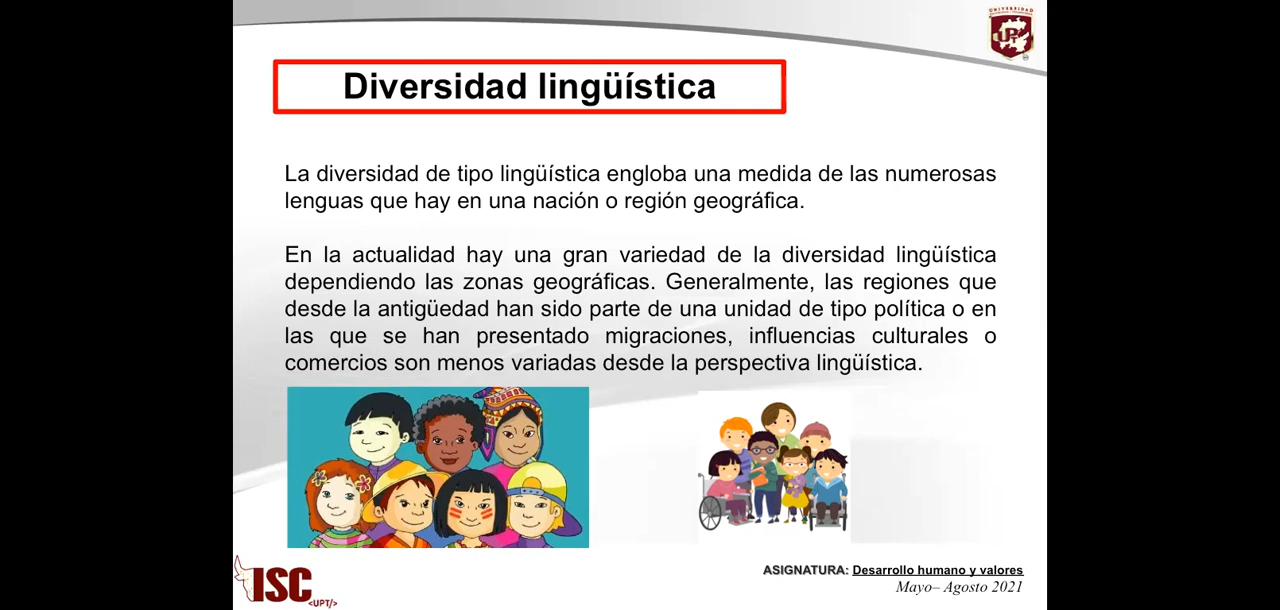 UNIVERSIDAD
UPT
Diversidad lingüística
La diversidad de tipo lingüística engloba una medida de las numerosas
lenguas que hay en una nación o región geográfica.
En la actualidad hay una gran variedad de la diversidad lingüística
dependiendo las zonas geográficas. Generalmente, las regiones que
desde la antigüedad han sido parte de una unidad de tipo política o en
las que se han presentado migraciones, influencias culturales o
comercios son menos variadas desde la perspectiva lingüística.
ISC
<UPT/>
ASIGNATURA: Desarrollo humano y valores
Mayo– Agosto 2021